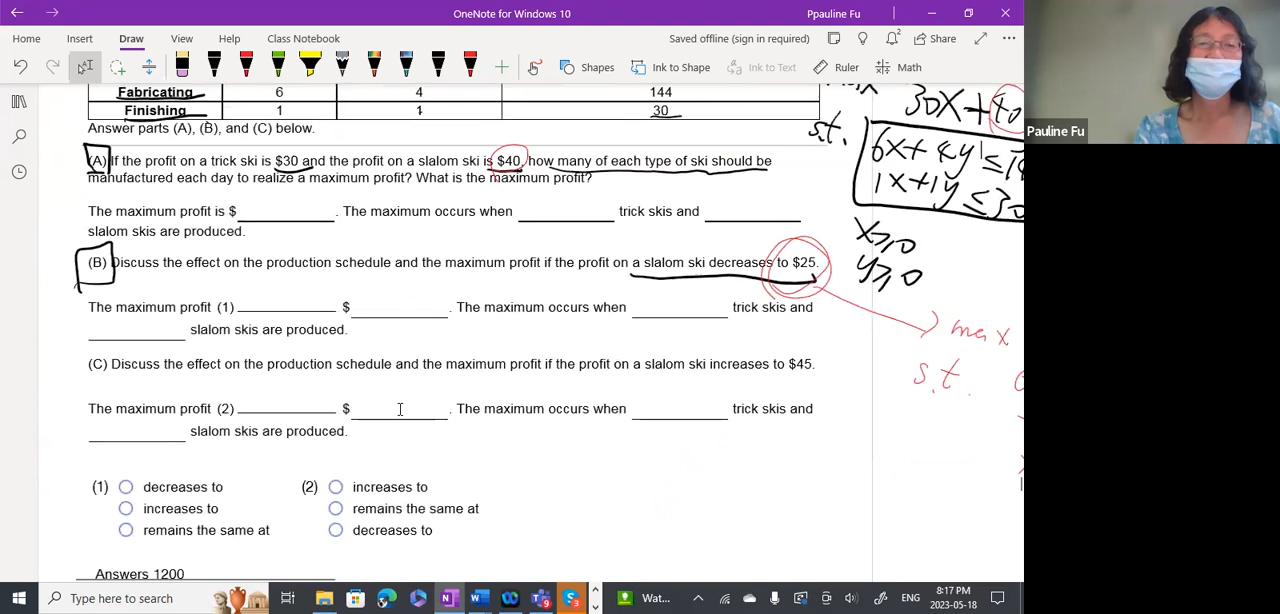 OneNote for Windows 10
Ppauline Fu
Home Insert Draw View Help Class Notebook
Saved offline (sign in required)
Share
Shapes
Ink to Shape
Ink to Text
Ruler
Math
Fabricating 6 4 144
Finishing 1 1 30
Answer parts (A), (B), and (C) below.
(A) If the profit on a trick ski is $30 and the profit on a slalom ski is $40, how many of each type of ski should be
manufactured each day to realize a maximum profit? What is the maximum profit?
The maximum profit is $ . The maximum occurs when trick skis and
slalom skis are produced.
(B) Discuss the effect on the production schedule and the maximum profit if the profit on a slalom ski decreases to $25.
The maximum profit (1) $ . The maximum occurs when trick skis and
slalom skis are produced.
(C) Discuss the effect on the production schedule and the maximum profit if the profit on a slalom ski increases to $45.
The maximum profit (2) $ . The maximum occurs when trick skis and
slalom skis are produced.
(1) decreases to (2) increases to
increases to remains the same at
remains the same at decreases to
Answers 1200
30x+40
s.t.
6x+4y≤14
1x+1y≤30
x≥0
y≥0
max
s.t.
Pauline Fu
Type here to search
Wat...
ENG
8:17 PM
2023-05-18